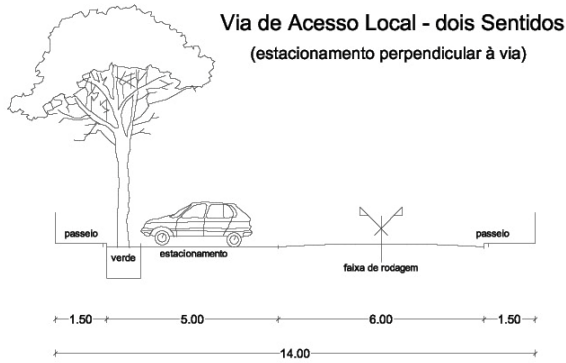 Via de Acesso Local - dois Sentidos
(estacionamento perpendicular à via)
passeio
verde
estacionamento
faixa de rodagem
passeio
1.50 5.00 6.00 1.50
14.00